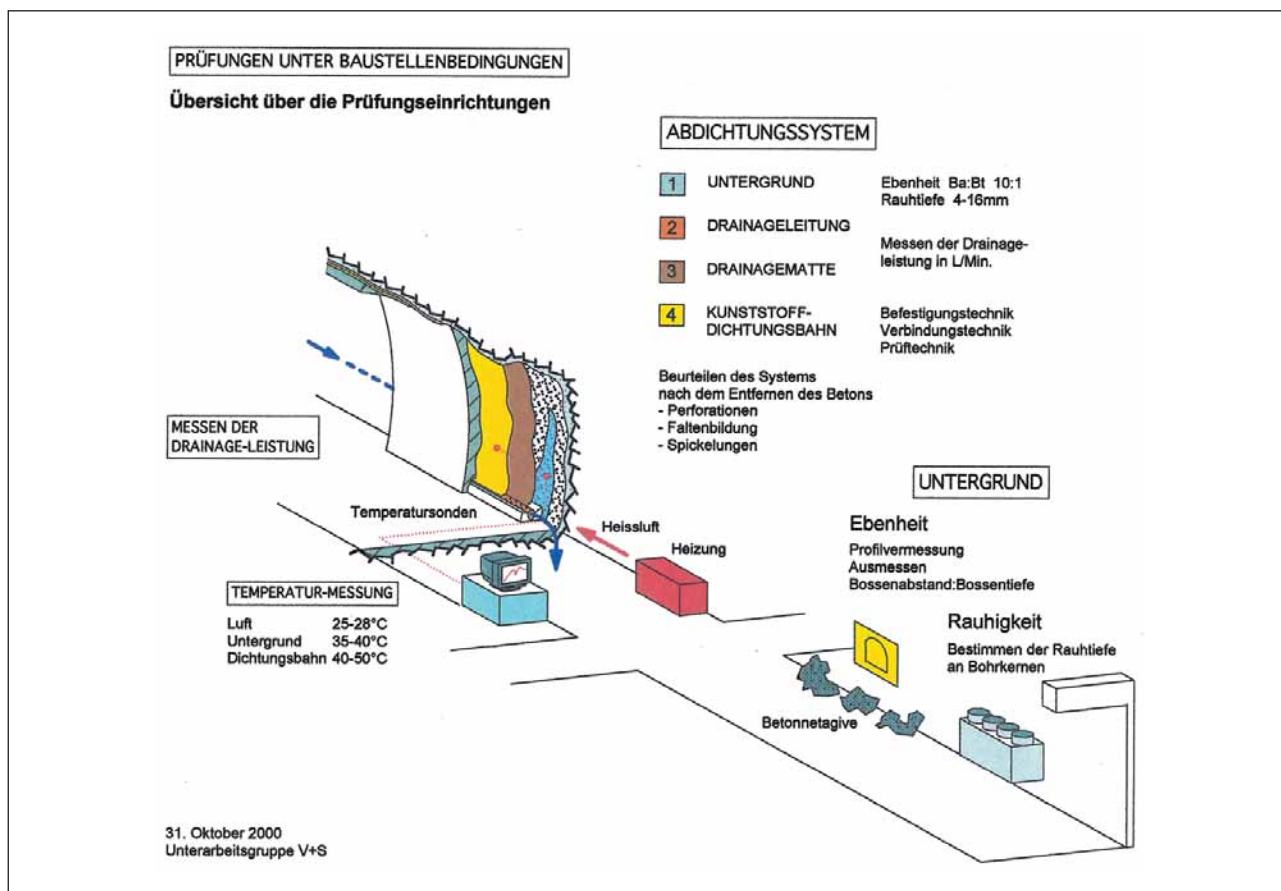 PRÜFUNGEN UNTER BAUSTELLENBEDINGUNGEN
Übersicht über die Prüfungseinrichtungen
ABDICHTUNGSSYSTEM
1 UNTERGRUND Ebenheit Ba:Bt 10:1
Rauhtiefe 4-16mm
2 DRAINAGELEITUNG
Messen der Drainage-
leistung in L/Min.
3 DRAINAGEMATTE
4 KUNSTSTOFF-
DICHTUNGSBAHN
Befestigungstechnik
Verbindungstechnik
Prüftechnik
Beurteilen des Systems
nach dem Entfernen des Betons
- Perforationen
- Faltenbildung
- Spickelungen
MESSEN DER
DRAINAGE-LEISTUNG
Temperatursonden
Heissluft
Heizung
TEMPERATUR-MESSUNG
Luft 25-28°C
Untergrund 35-40°C
Dichtungsbahn 40-50°C
UNTERGRUND
Ebenheit
Profilvermessung
Ausmessen
Bossenabstand:Bossentiefe
Rauhigkeit
Bestimmen der Rauhtiefe
an Bohrkernen
Betonnetagive
31. Oktober 2000
Unterarbeitsgruppe V+S